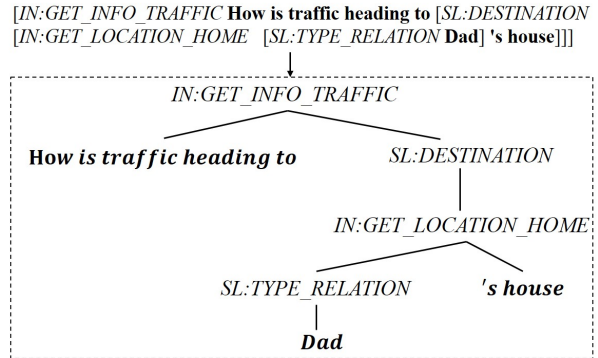 [IN:GET_INFO_TRAFFIC How is traffic heading to [SL:DESTINATION
[IN:GET_LOCATION_HOME [SL:TYPE_RELATION Dad] 's house]]]
IN:GET_INFO_TRAFFIC
How is traffic heading to
SL:DESTINATION
IN:GET_LOCATION_HOME
SL:TYPE_RELATION
's house
Dad